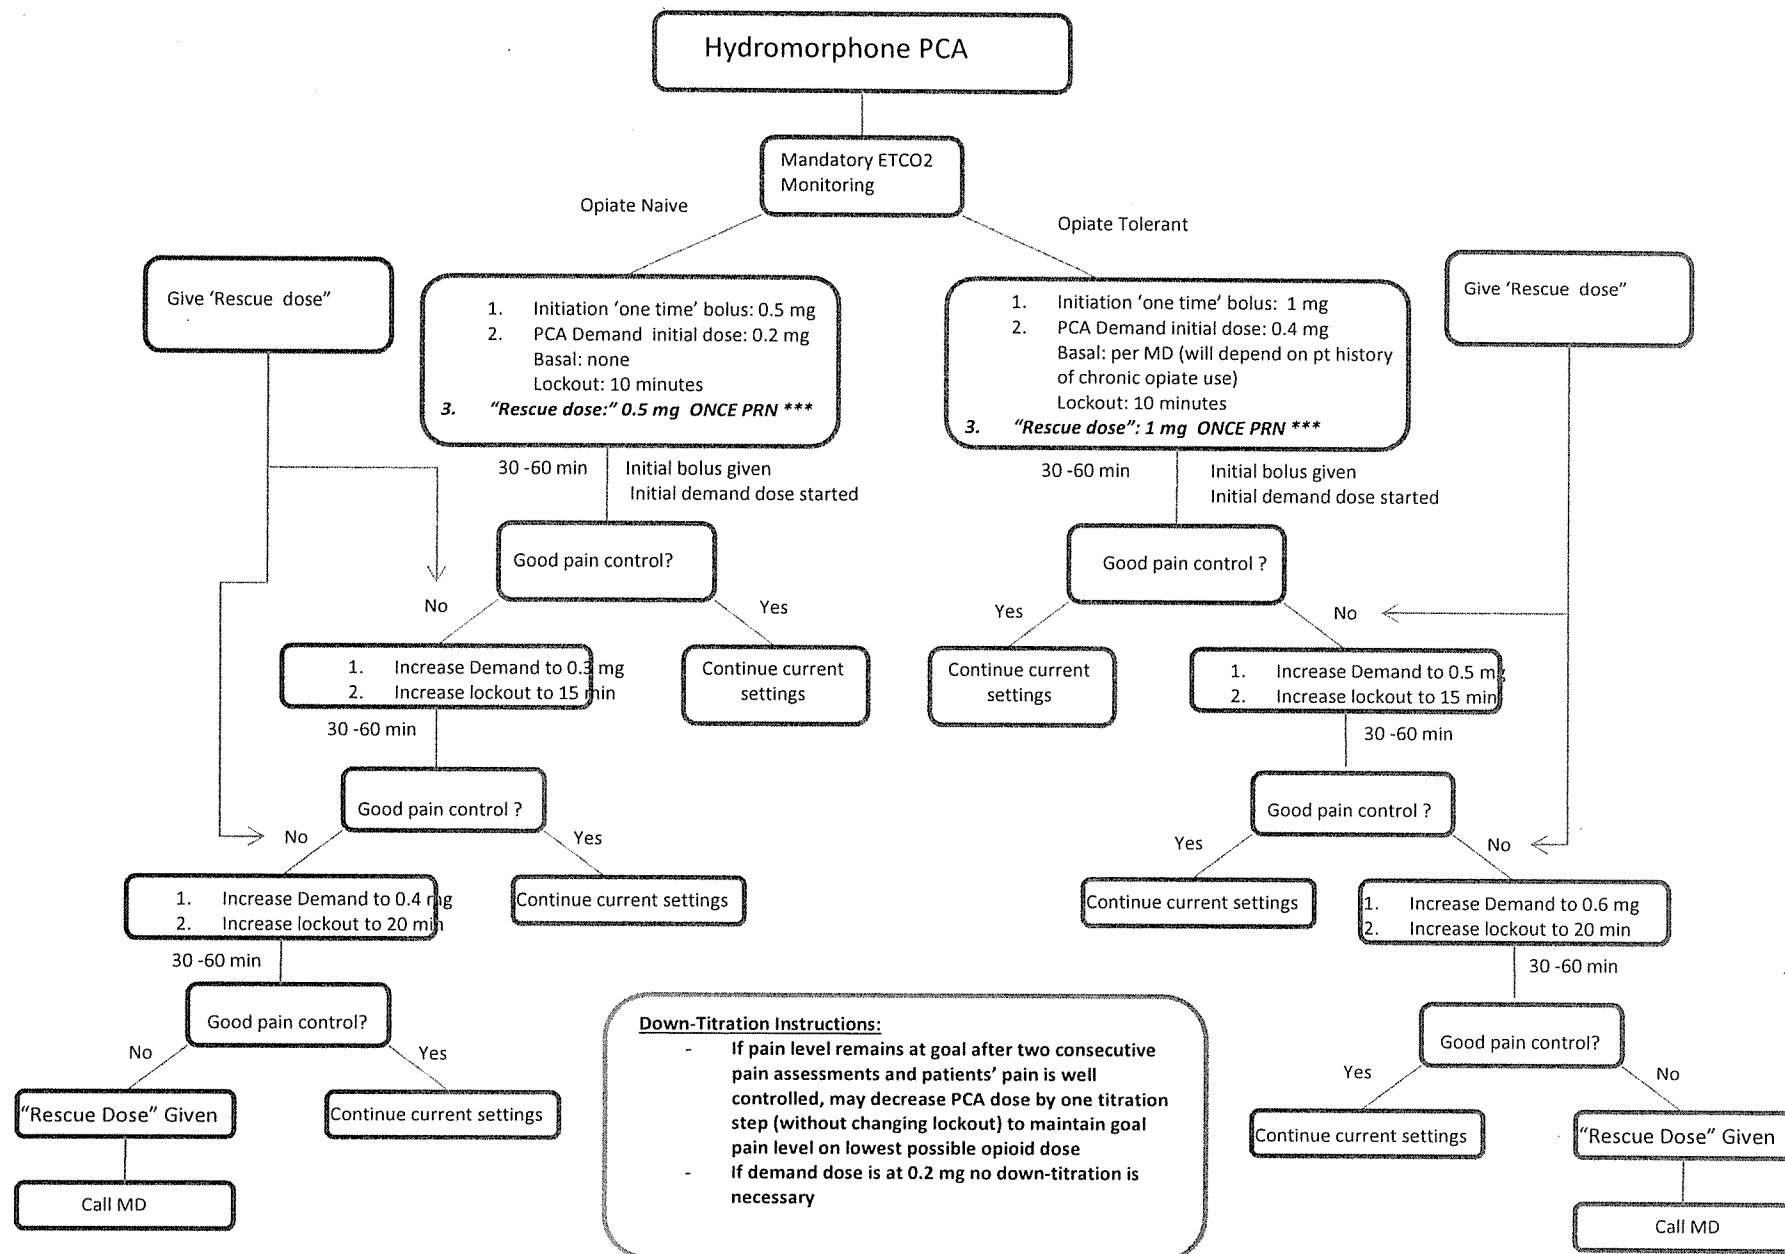 Hydromorphone PCA
Mandatory ETCO2
Monitoring
Opiate Naive
Opiate Tolerant
Give ‘Rescue dose”
1. Initiation ‘one time’ bolus: 0.5 mg
2. PCA Demand initial dose: 0.2 mg
Basal: none
Lockout: 10 minutes
3. “Rescue dose:” 0.5 mg ONCE PRN ***
1. Initiation ‘one time’ bolus: 1 mg
2. PCA Demand initial dose: 0.4 mg
Basal: per MD (will depend on pt history
of chronic opiate use)
Lockout: 10 minutes
3. “Rescue dose”: 1 mg ONCE PRN ***
Give ‘Rescue dose”
30 -60 min
Initial bolus given
Initial demand dose started
30 -60 min
Initial bolus given
Initial demand dose started
Good pain control?
Good pain control ?
No
Yes
Yes
No
1. Increase Demand to 0.3 mg
2. Increase lockout to 15 min
Continue current
settings
Continue current
settings
1. Increase Demand to 0.5 mg
2. Increase lockout to 15 min
30 -60 min
30 -60 min
Good pain control ?
Good pain control ?
No
Yes
Yes
No
1. Increase Demand to 0.4 mg
2. Increase lockout to 20 min
Continue current settings
Continue current settings
1. Increase Demand to 0.6 mg
2. Increase lockout to 20 min
30 -60 min
30 -60 min
Good pain control?
Good pain control?
No
Yes
Yes
No
“Rescue Dose” Given
Continue current settings
Continue current settings
“Rescue Dose” Given
Call MD
Call MD
Down-Titration Instructions:
- If pain level remains at goal after two consecutive
pain assessments and patients’ pain is well
controlled, may decrease PCA dose by one titration
step (without changing lockout) to maintain goal
pain level on lowest possible opioid dose
- If demand dose is at 0.2 mg no down-titration is
necessary